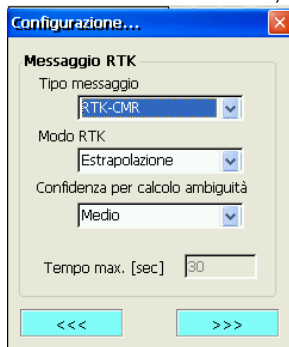 Configurazione...
Messaggio RTK
Tipo messaggio
RTK-CMR
Modo RTK
Estrapolazione
Confidenza per calcolo ambiguità
Medio
Tempo max. [sec] 30
<<< >>>